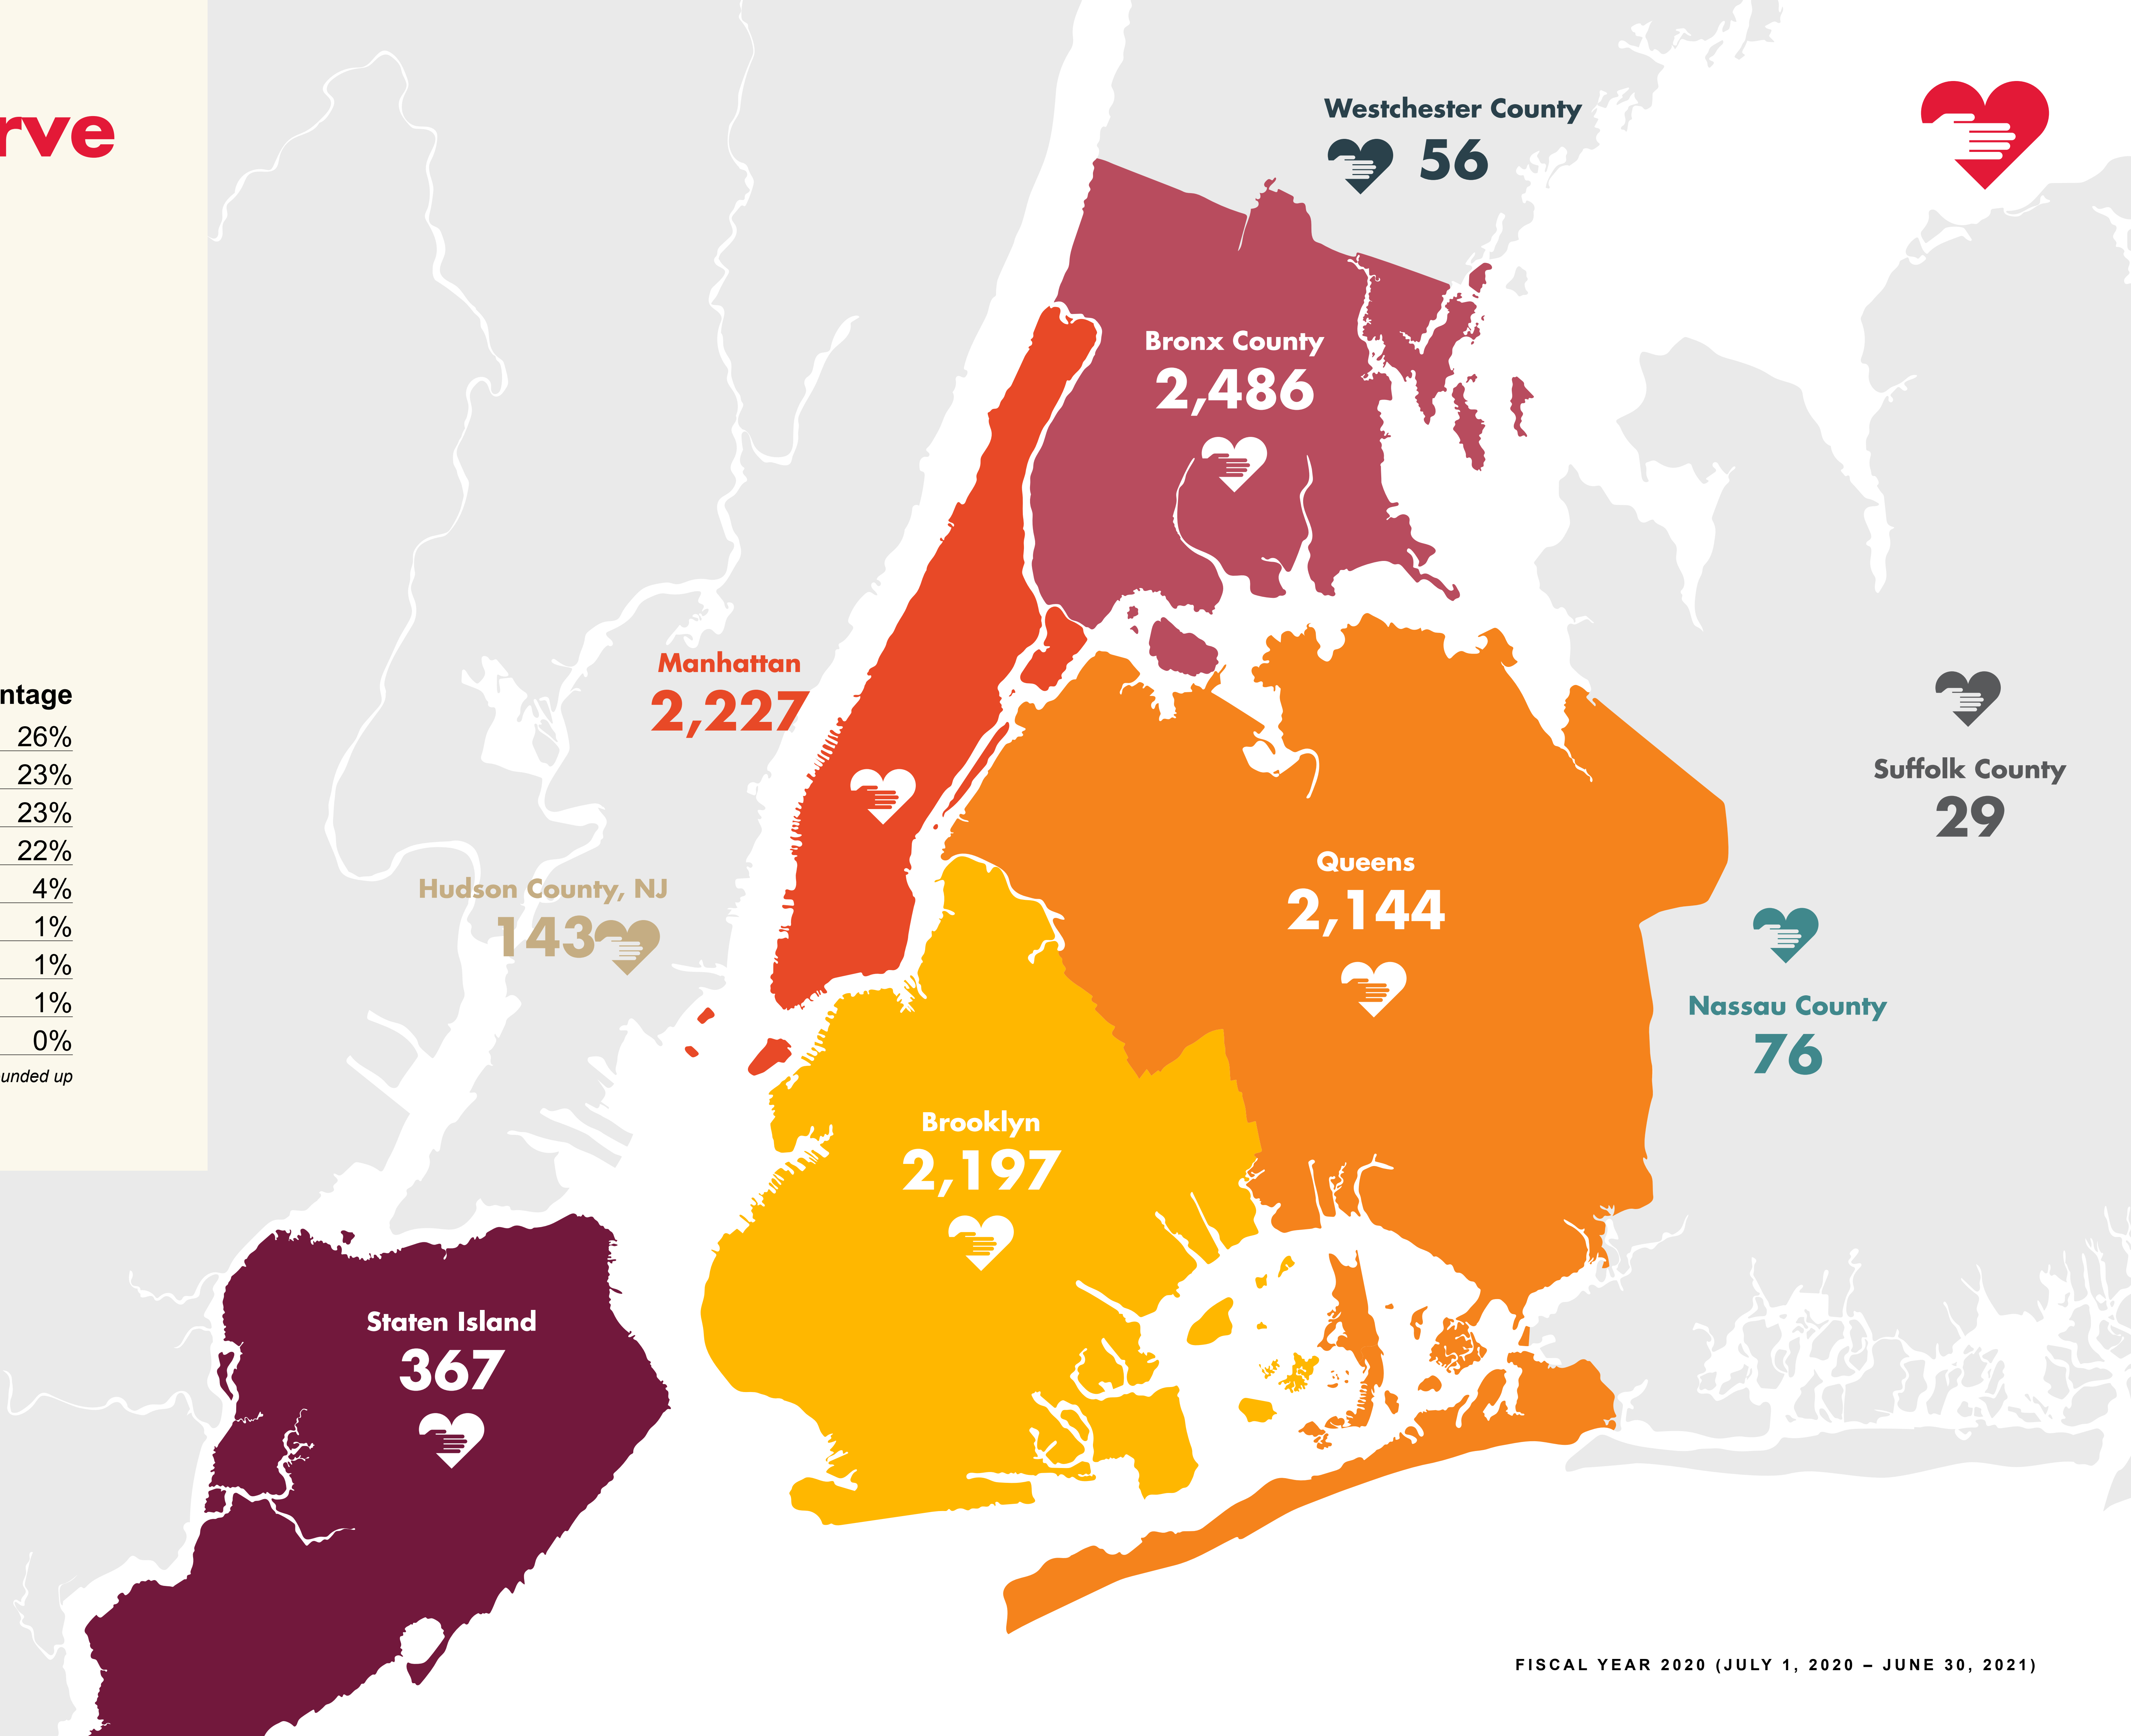 rve
ntage
26%
23%
23%
22%
4%
1%
1%
1%
0%
unded up
Westchester County
56
Bronx County
2,486
Manhattan
2,227
Suffolk County
29
Queens
2,144
Hudson County, NJ
143
Nassau County
76
Brooklyn
2,197
Staten Island
367
FISCAL YEAR 2020 (JULY 1, 2020 – JUNE 30, 2021)